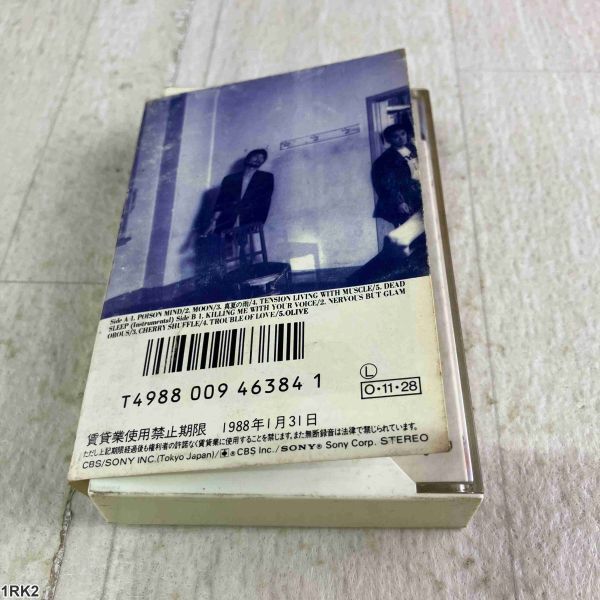 Side A 1. POISON MIND/2. MOON/3. 真夏の雨/4. TENSION LIVING WITH MUSCLE/5. DEAD
SLEEP (Instrumental) Side B 1. KILLING ME WITH YOUR VOICE/2. NERVOUS BUT GLAM
OROUS/3. CHERRY SHUFFLE/4. TROUBLE OF LOVE/5. OLIVE
T4988 009 46384 1
L
O・11・28
賃貸業使用禁止期限 1988年1月31日
ただし上記期限経過後も権利者の許諾なく賃貸業に使用することを禁じます。また無断録音は法律で禁じられています。
CBS/SONY INC. (Tokyo Japan)/® CBS Inc./SONY® Sony Corp. STEREO
1RK2